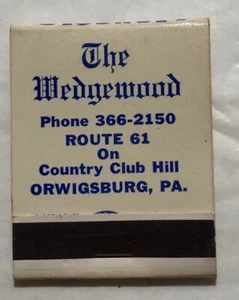 The
Wedgewood
Phone 366-2150
ROUTE 61
On
Country Club Hill
ORWIGSBURG, PA.